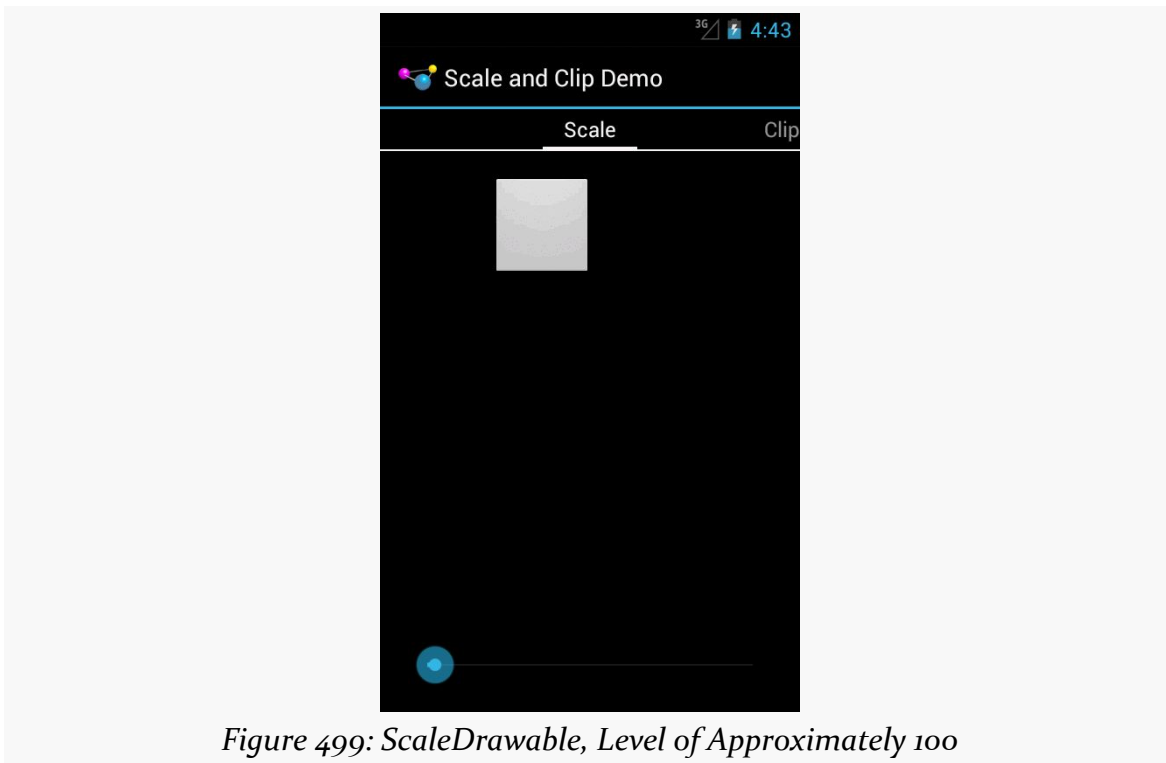 3G 4:43
Scale and Clip Demo
Scale Clip
Figure 499: ScaleDrawable, Level of Approximately 100